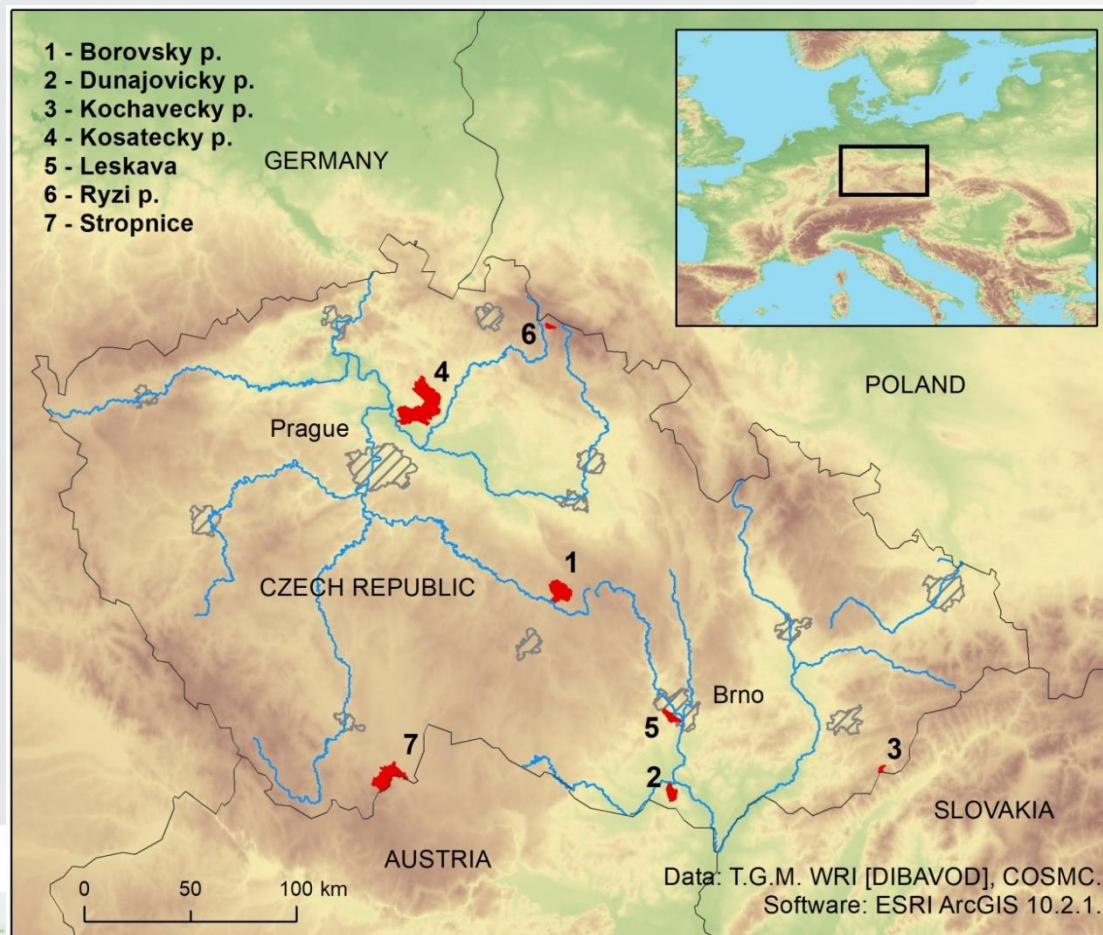 1 - Borovsky p.
2 - Dunajovicky p.
3 - Kochavecky p.
4 - Kosatecky p.
5 - Leskava
6 - Ryzi p.
7 - Stropnice
GERMANY
6
POLAND
4
Prague
1
CZECH REPUBLIC
Brno
5
7
3
2
SLOVAKIA
AUSTRIA
Data: T.G.M. WRI [DIBAVOD], COSMC.
0 50 100 km
Software: ESRI ArcGIS 10.2.1.